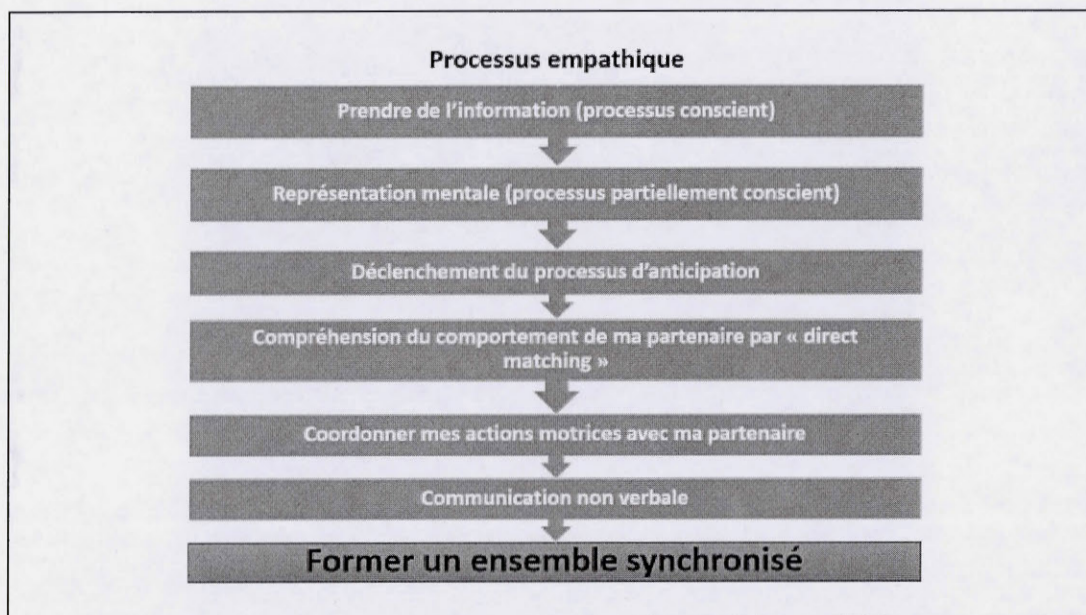 Processus empathique
Prendre de l'information (processus conscient)
Représentation mentale (processus partiellement conscient)
Déclenchement du processus d'anticipation
Compréhension du comportement de ma partenaire par « direct
matching »
Coordonner mes actions motrices avec ma partenaire
Communication non verbale
Former un ensemble synchronisé